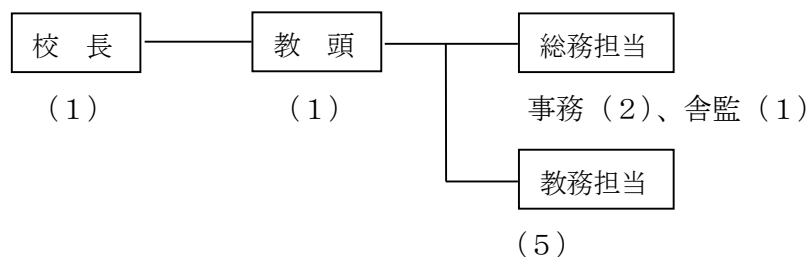 校　長
教　頭
総務担当
（１）
（１）
事務（２）、舎監（１）
教務担当
（５）